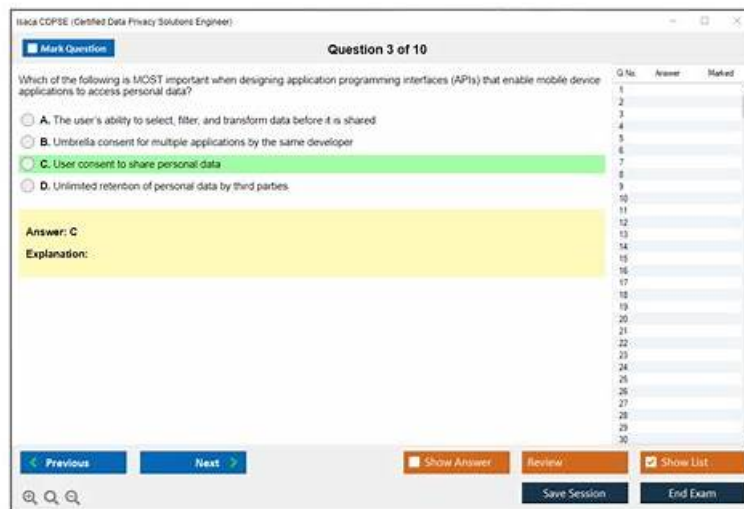 Isaca CDPSE (Certified Data Privacy Solutions Engineer)
Mark Question
Question 3 of 10
Which of the following is MOST important when designing application programming interfaces (APIs) that enable mobile device
applications to access personal data?
A. The user's ability to select, filter, and transform data before it is shared
B. Umbrella consent for multiple applications by the same developer
C. User consent to share personal data
D. Unlimited retention of personal data by third parties
Answer: C
Explanation:
Q No. Answer Marked
1
2
3
4
5
6
7
8
9
10
11
12
13
14
15
16
17
18
19
20
21
22
23
24
25
26
27
28
29
30
Previous
Next
Show Answer
Review
Show List
Save Session
End Exam